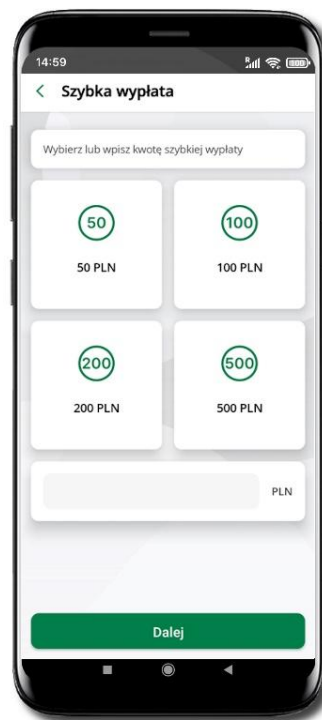 14:59
Szybka wypłata
Wybierz lub wpisz kwotę szybkiej wypłaty
50 100
50 PLN 100 PLN
200 500
200 PLN 500 PLN
PLN
Dalej